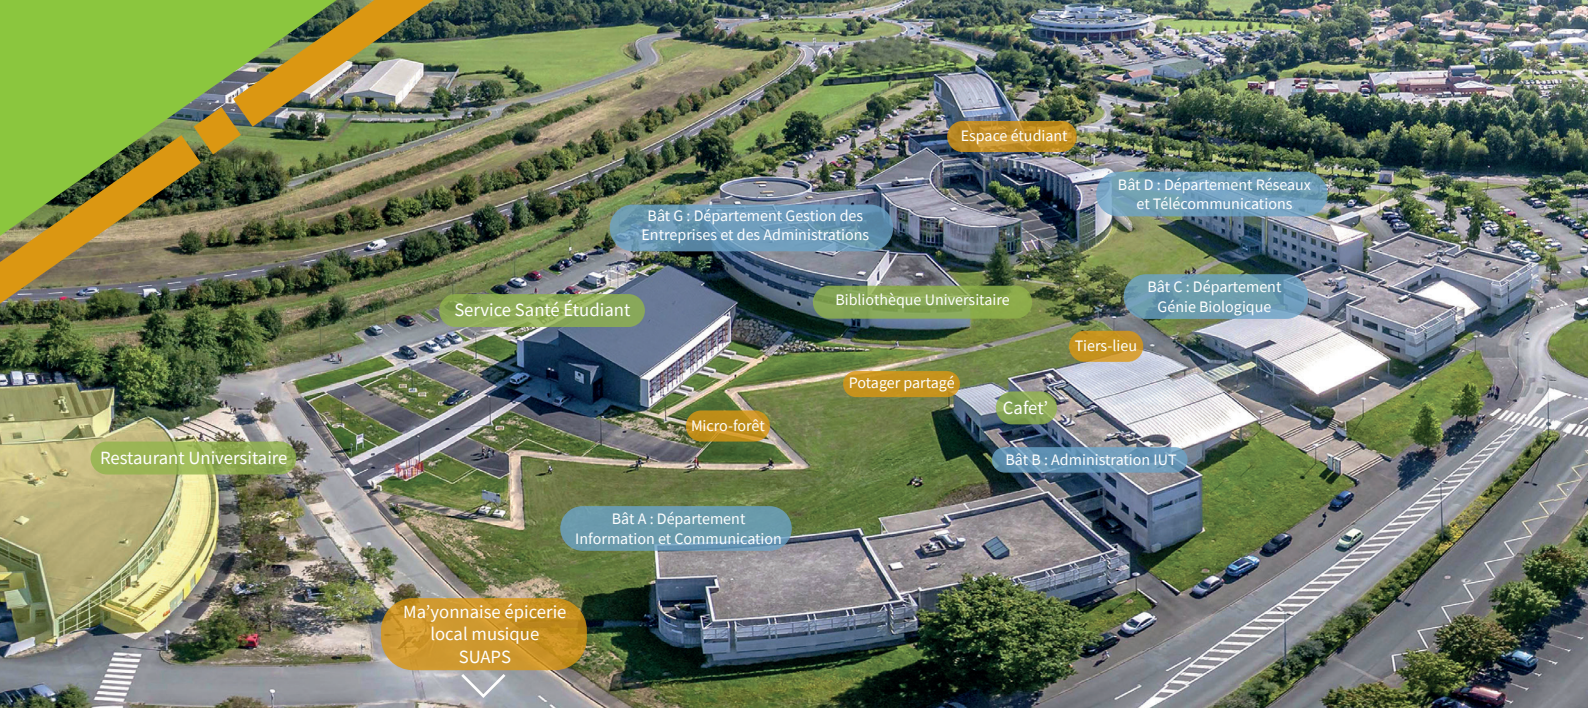 Espace étudiant
Bât D : Département Réseaux
et Télécommunications
Bât G : Département Gestion des
Entreprises et des Administrations
Bât C : Département
Génie Biologique
Service Santé Étudiant
Bibliothèque Universitaire
Tiers-lieu
Potager partagé
Cafet’
Micro-forêt
Restaurant Universitaire
Bât B : Administration IUT
Bât A : Département
Information et Communication
Ma’yonnaise épicerie
local musique
SUAPS